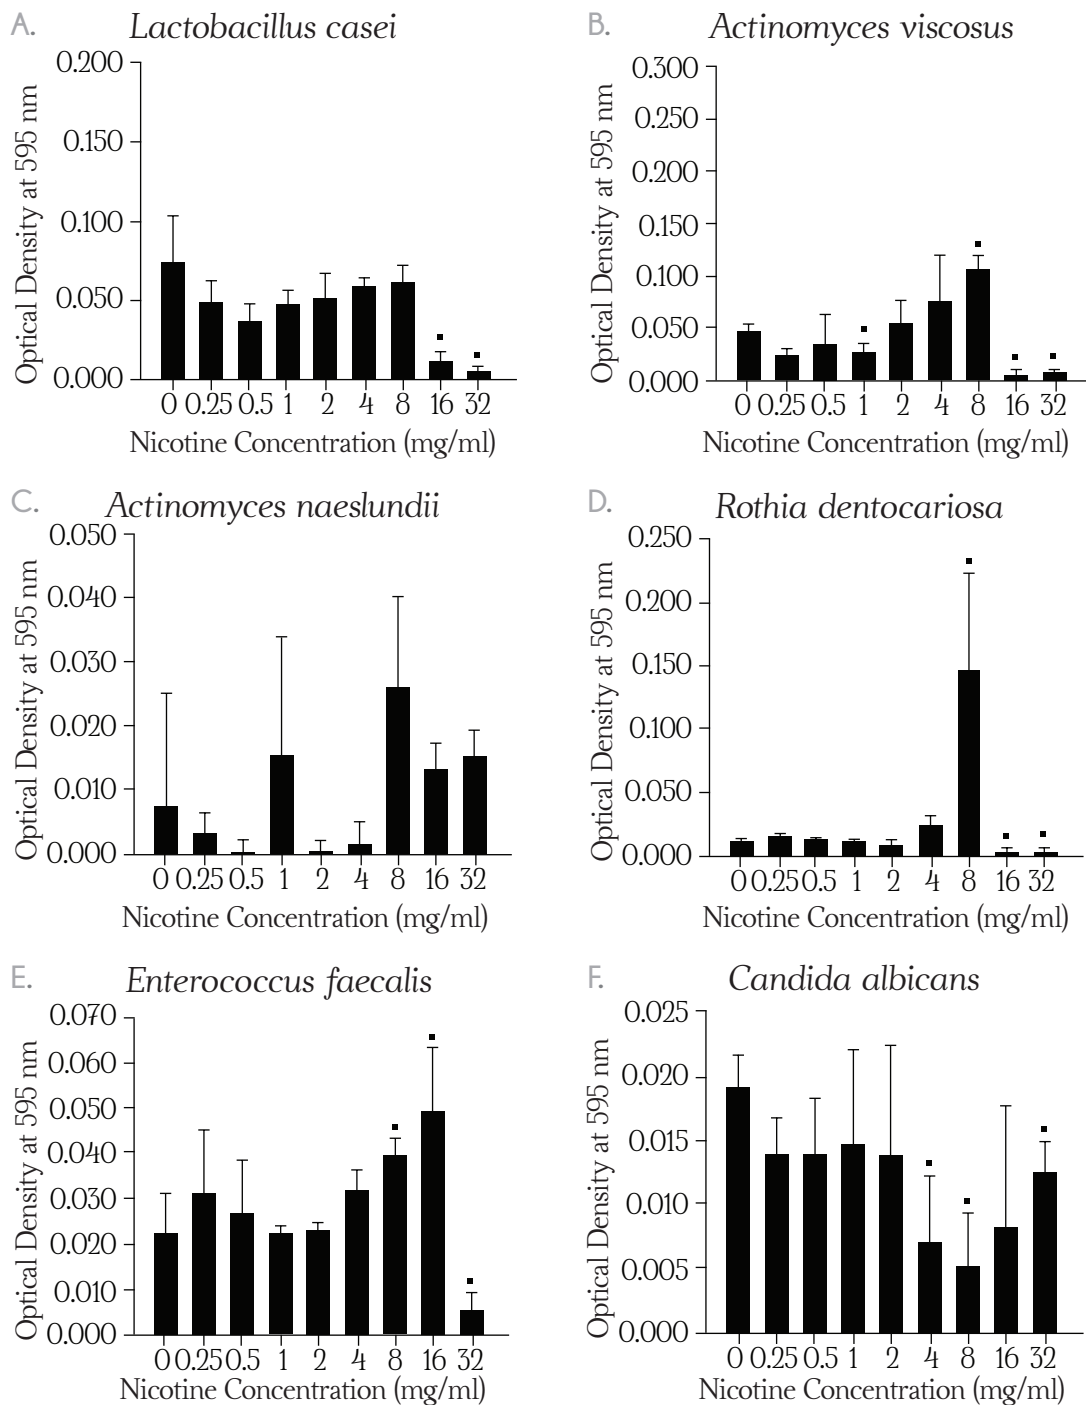 A. Lactobacillus casei
Optical Density at 595 nm
0.200
0.150
0.100
0.050
0.000
0 0.25 0.5 1 2 4 8 16 32
Nicotine Concentration (mg/ml)
B. Actinomyces viscosus
Optical Density at 595 nm
0.300
0.250
0.200
0.150
0.100
0.050
0.000
0 0.25 0.5 1 2 4 8 16 32
Nicotine Concentration (mg/ml)
C. Actinomyces naeslundii
Optical Density at 595 nm
0.050
0.040
0.030
0.020
0.010
0.000
0 0.25 0.5 1 2 4 8 16 32
Nicotine Concentration (mg/ml)
D. Rothia dentocariosa
Optical Density at 595 nm
0.250
0.200
0.150
0.100
0.050
0.000
0 0.25 0.5 1 2 4 8 16 32
Nicotine Concentration (mg/ml)
E. Enterococcus faecalis
Optical Density at 595 nm
0.070
0.060
0.050
0.040
0.030
0.020
0.010
0.000
0 0.25 0.5 1 2 4 8 16 32
Nicotine Concentration (mg/ml)
F. Candida albicans
Optical Density at 595 nm
0.025
0.020
0.015
0.010
0.005
0.000
0 0.25 0.5 1 2 4 8 16 32
Nicotine Concentration (mg/ml)